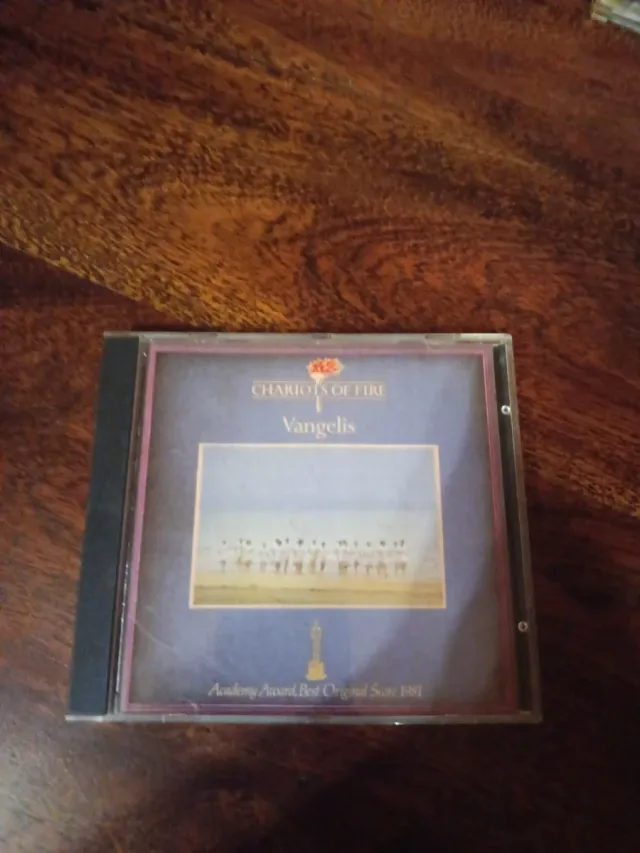 CHARIOTS OF FIRE
Vangelis
Academy Award, Best Original Score 1981